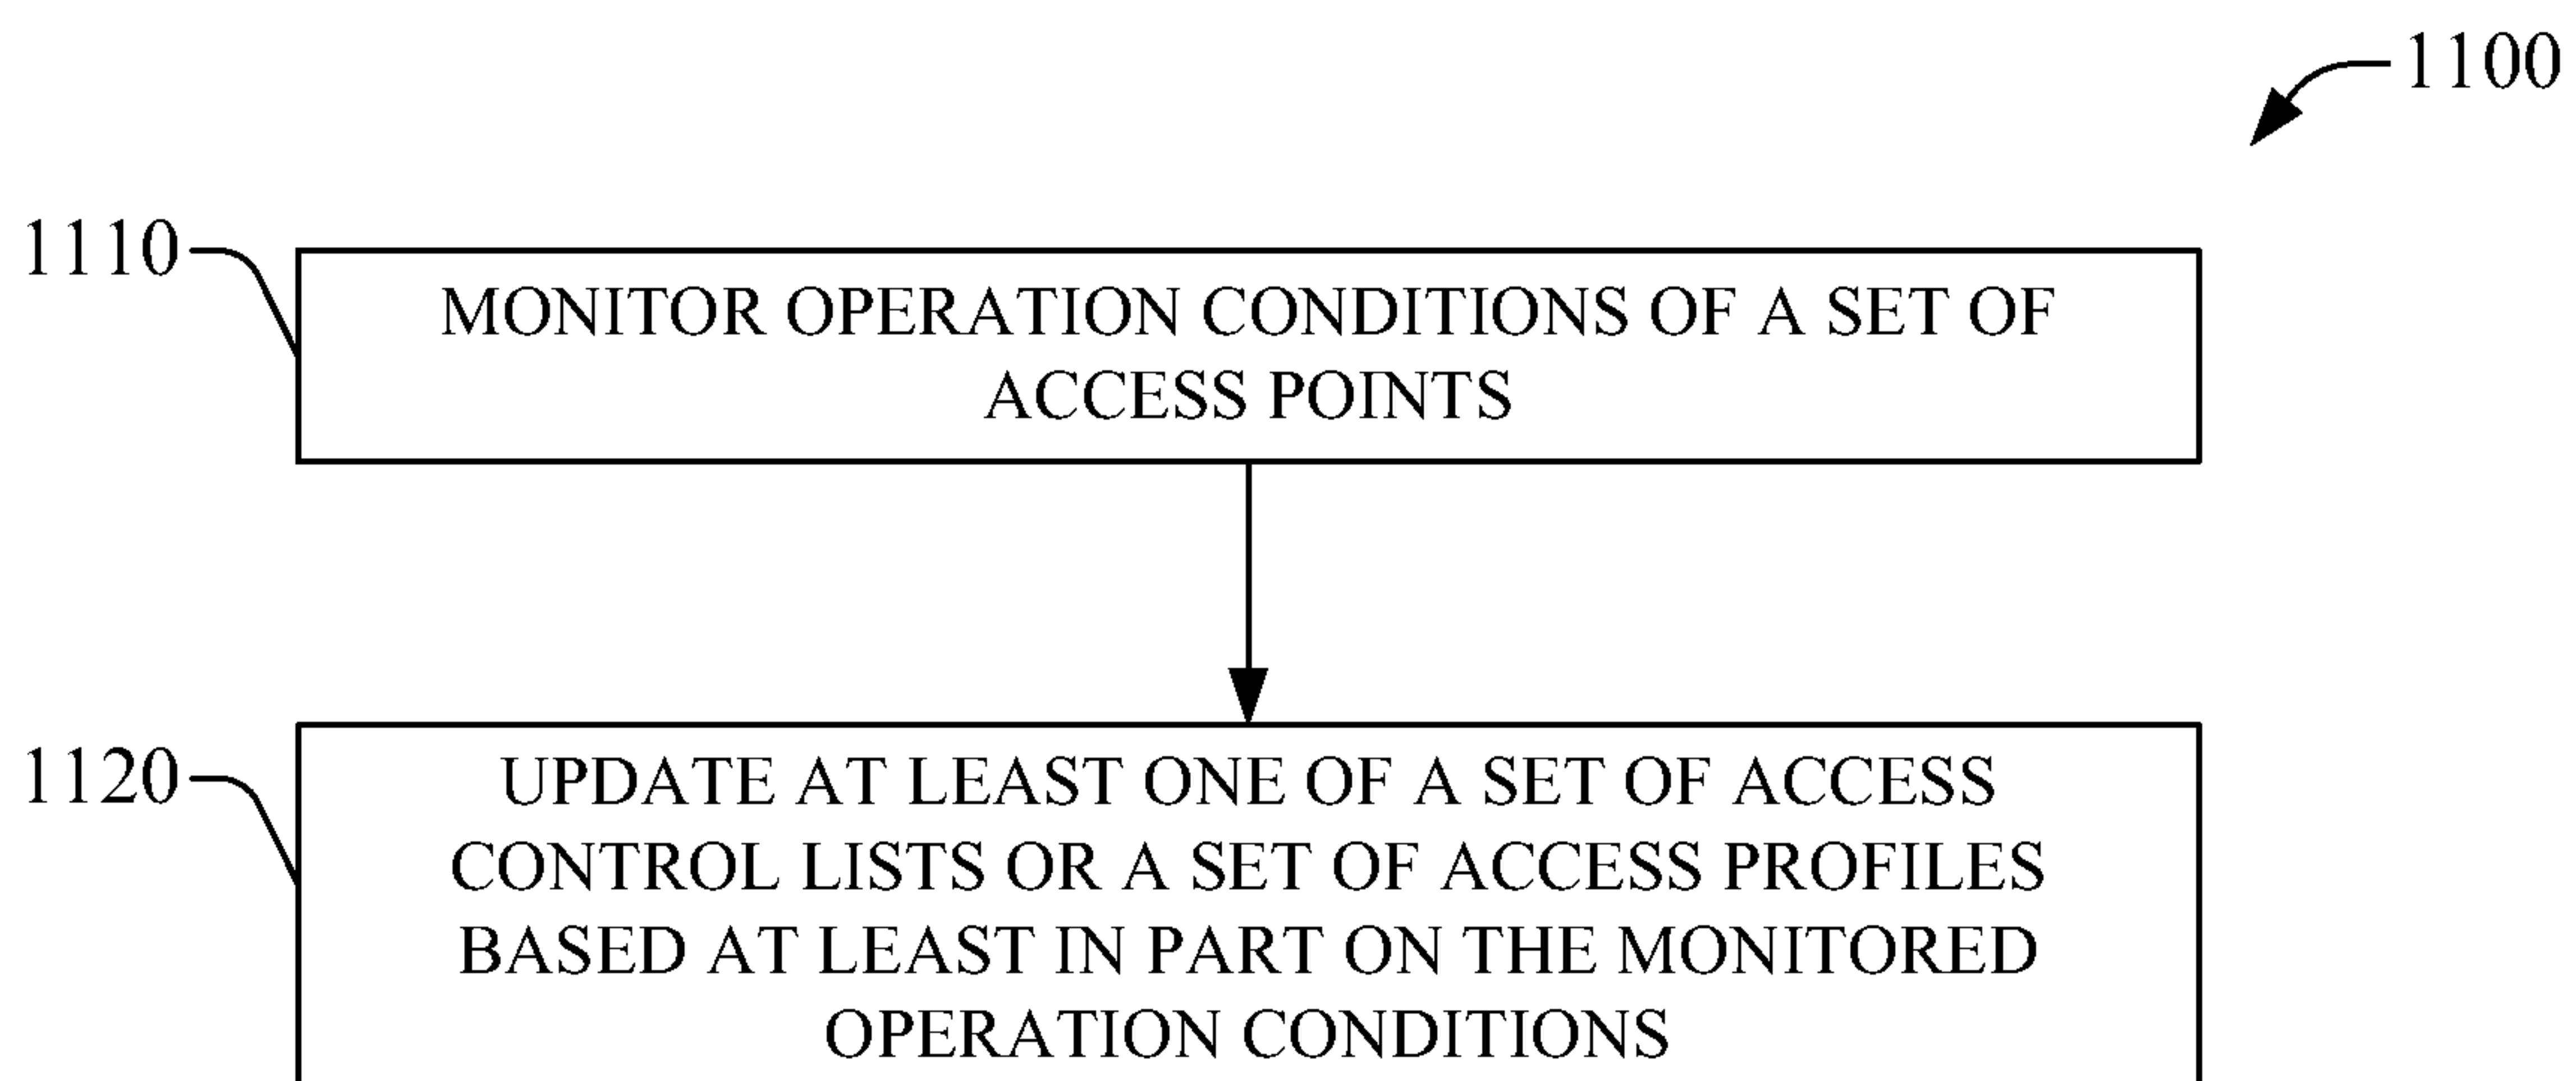 1100
1110
MONITOR OPERATION CONDITIONS OF A SET OF
ACCESS POINTS
1120
UPDATE AT LEAST ONE OF A SET OF ACCESS
CONTROL LISTS OR A SET OF ACCESS PROFILES
BASED AT LEAST IN PART ON THE MONITORED
OPERATION CONDITIONS